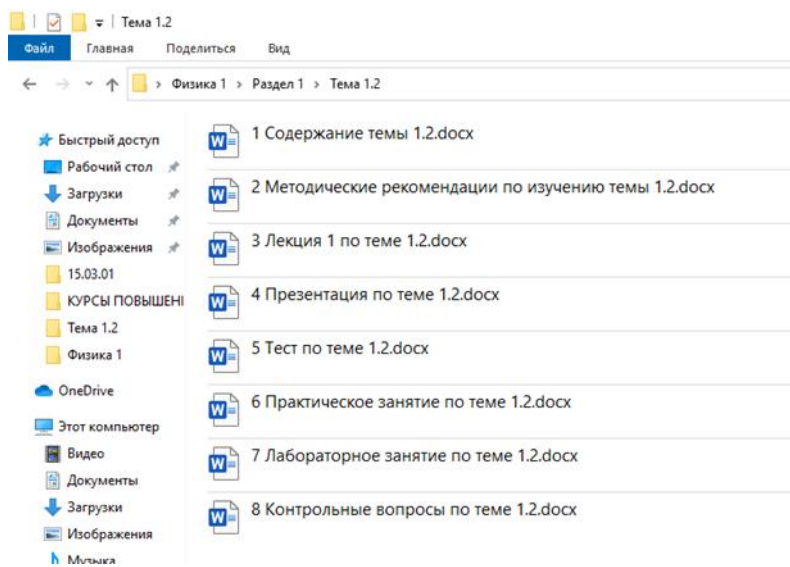 Тема 1.2
Файл Главная Поделиться Вид
Физика 1 > Раздел 1 > Тема 1.2
Быстрый доступ
Рабочий стол
Загрузки
Документы
Изображения
15.03.01
КУРСЫ ПОВЫШЕНІ
Тема 1.2
Физика 1
OneDrive
Этот компьютер
Видео
Документы
Загрузки
Изображения
Музыка
1 Содержание темы 1.2.docx
2 Методические рекомендации по изучению темы 1.2.docx
3 Лекция 1 по теме 1.2.docx
4 Презентация по теме 1.2.docx
5 Тест по теме 1.2.docx
6 Практическое занятие по теме 1.2.docx
7 Лабораторное занятие по теме 1.2.docx
8 Контрольные вопросы по теме 1.2.docx